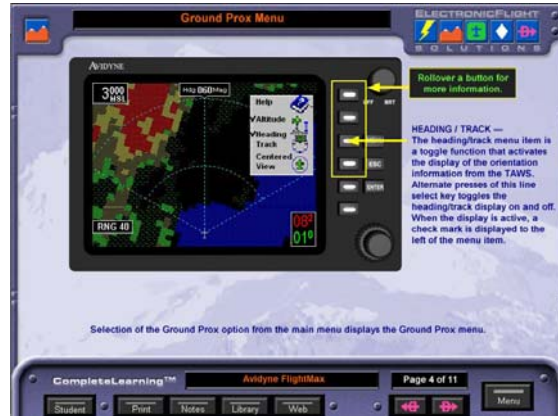 Ground Prox Menu
ELECTRONICFLIGHT
SOLUTIONS
AVIDYNE
3000
MSL
Hdg 060 Mag
Help
✓Altitude
✓Heading
Track
Centered
View
RNG 40
08²
01⁰
OFF BRT
ESC
ENTER
Rollover a button for
more information.
HEADING / TRACK —
The heading/track menu item is
a toggle function that activates
the display of the orientation
information from the TAWS.
Alternate presses of this line
select key toggles the
heading/track display on and off.
When the display is active, a
check mark is displayed to the
left of the menu item.
Selection of the Ground Prox option from the main menu displays the Ground Prox menu.
CompleteLearning™
Avidyne FlightMax
Page 4 of 11
Student
Print
Notes
Library
Web
Menu